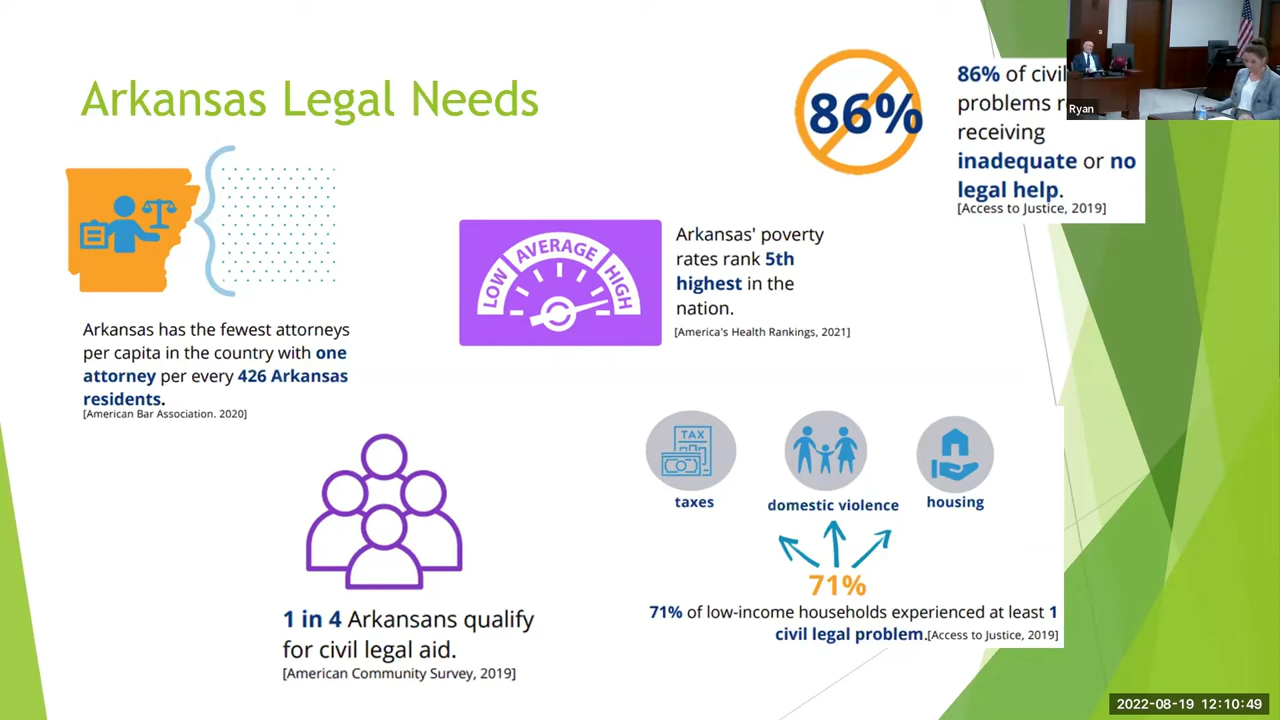 Arkansas Legal Needs
86%
86% of civil
problems
receiving
inadequate or no
legal help.
[Access to Justice, 2019]
Ryan
LOW AVERAGE HIGH
Arkansas' poverty
rates rank 5th
highest in the
nation.
[America's Health Rankings, 2021]
Arkansas has the fewest attorneys
per capita in the country with one
attorney per every 426 Arkansas
residents.
[American Bar Association. 2020]
TAX
taxes
domestic violence
housing
71%
71% of low-income households experienced at least 1
civil legal problem.[Access to Justice, 2019]
1 in 4 Arkansans qualify
for civil legal aid.
[American Community Survey, 2019]
2022-08-19 12:10:49